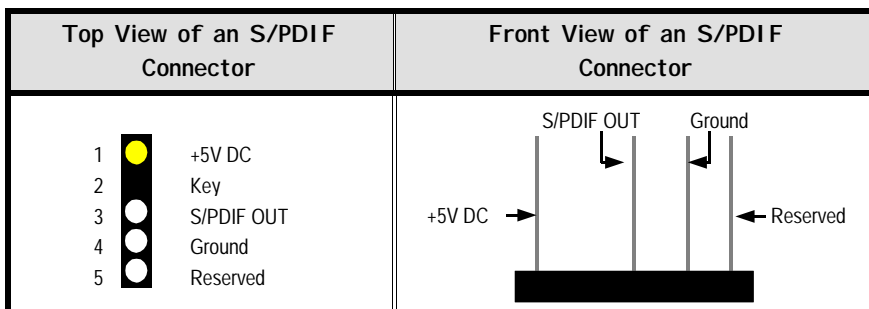 Top View of an S/PDIF
Connector
Front View of an S/PDIF
Connector
1 +5V DC
2 Key
3 S/PDIF OUT
4 Ground
5 Reserved
S/PDIF OUT Ground
+5V DC Reserved